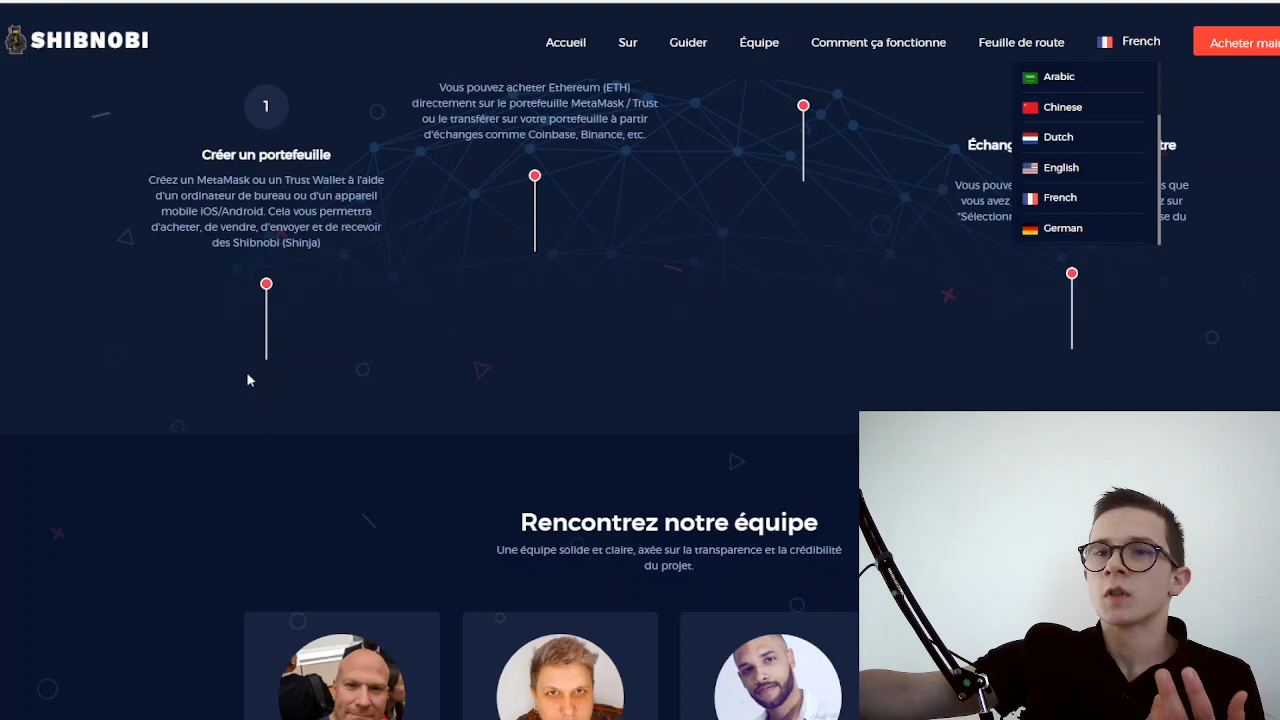 SHIBNOBI
Accueil
Sur
Guider
Équipe
Comment ça fonctionne
Feuille de route
French
Acheter main
Arabic
Chinese
Dutch
English
French
German
1
Créer un portefeuille
Créez un MetaMask ou un Trust Wallet à l'aide
d'un ordinateur de bureau ou d'un appareil
mobile iOS/Android. Cela vous permettra
d'acheter, de vendre, d'envoyer et de recevoir
des Shibnobi (Shinja)
Vous pouvez acheter Ethereum (ETH)
directement sur le portefeuille MetaMask / Trust
ou le transférer sur votre portefeuille à partir
d'échanges comme Coinbase, Binance, etc.
Échang tre
Vous pouve s que
vous avez sur
"Sélection se du
Rencontrez notre équipe
Une équipe solide et claire, axée sur la transparence et la crédibilité
du projet.